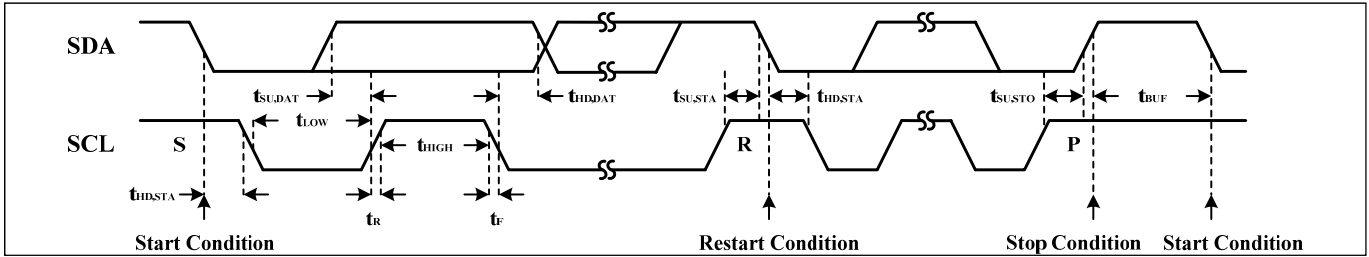 SDA
tSU,DAT
tHD,DAT
tSU,STA
tHD,STA
tSU,STO
tBUF
tLOW
SCL
S
tHIGH
R
P
tHD,STA
tR
tF
Start Condition
Restart Condition
Stop Condition
Start Condition